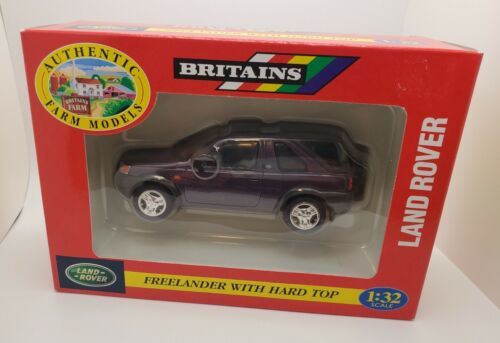 AUTHENTIC
FARM MODELS
BRITAINS
FARM
BRITAINS
LAND ROVER
LAND-
ROVER
FREELANDER WITH HARD TOP
1:32
SCALE